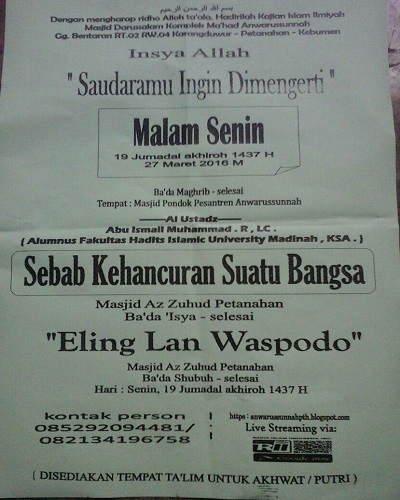 بسم الله الرحمن الرحيم
Dengan mengharap ridho Allah ta'ala, Hadirilah Kajian Islam Ilmiyah
Masjid Darusalam Komplek Ma'had Anwarussunnah
Gg. Bentaran RT.02 RW.04 Karangduwur - Petanahan - Kebumen
Insya Allah
" Saudaramu Ingin Dimengerti "
Malam Senin
19 Jumadal akhiroh 1437 H
27 Maret 2016 M
Ba'da Maghrib - selesai
Tempat : Masjid Pondok Pesantren Anwarussunnah
Al Ustadz
Abu Ismail Muhammad . R , LC .
( Alumnus Fakultas Hadits Islamic University Madinah , KSA . )
Sebab Kehancuran Suatu Bangsa
Masjid Az Zuhud Petanahan
Ba'da 'Isya - selesai
"Eling Lan Waspodo"
Masjid Az Zuhud Petanahan
Ba'da Shubuh - selesai
Hari : Senin, 19 Jumadal akhiroh 1437 H
kontak person
085292094481/
082134196758
https : anwarussunnahpth.blogspot.com
Live Streaming via:
RII
( DISEDIAKAN TEMPAT TA'LIM UNTUK AKHWAT / PUTRI )